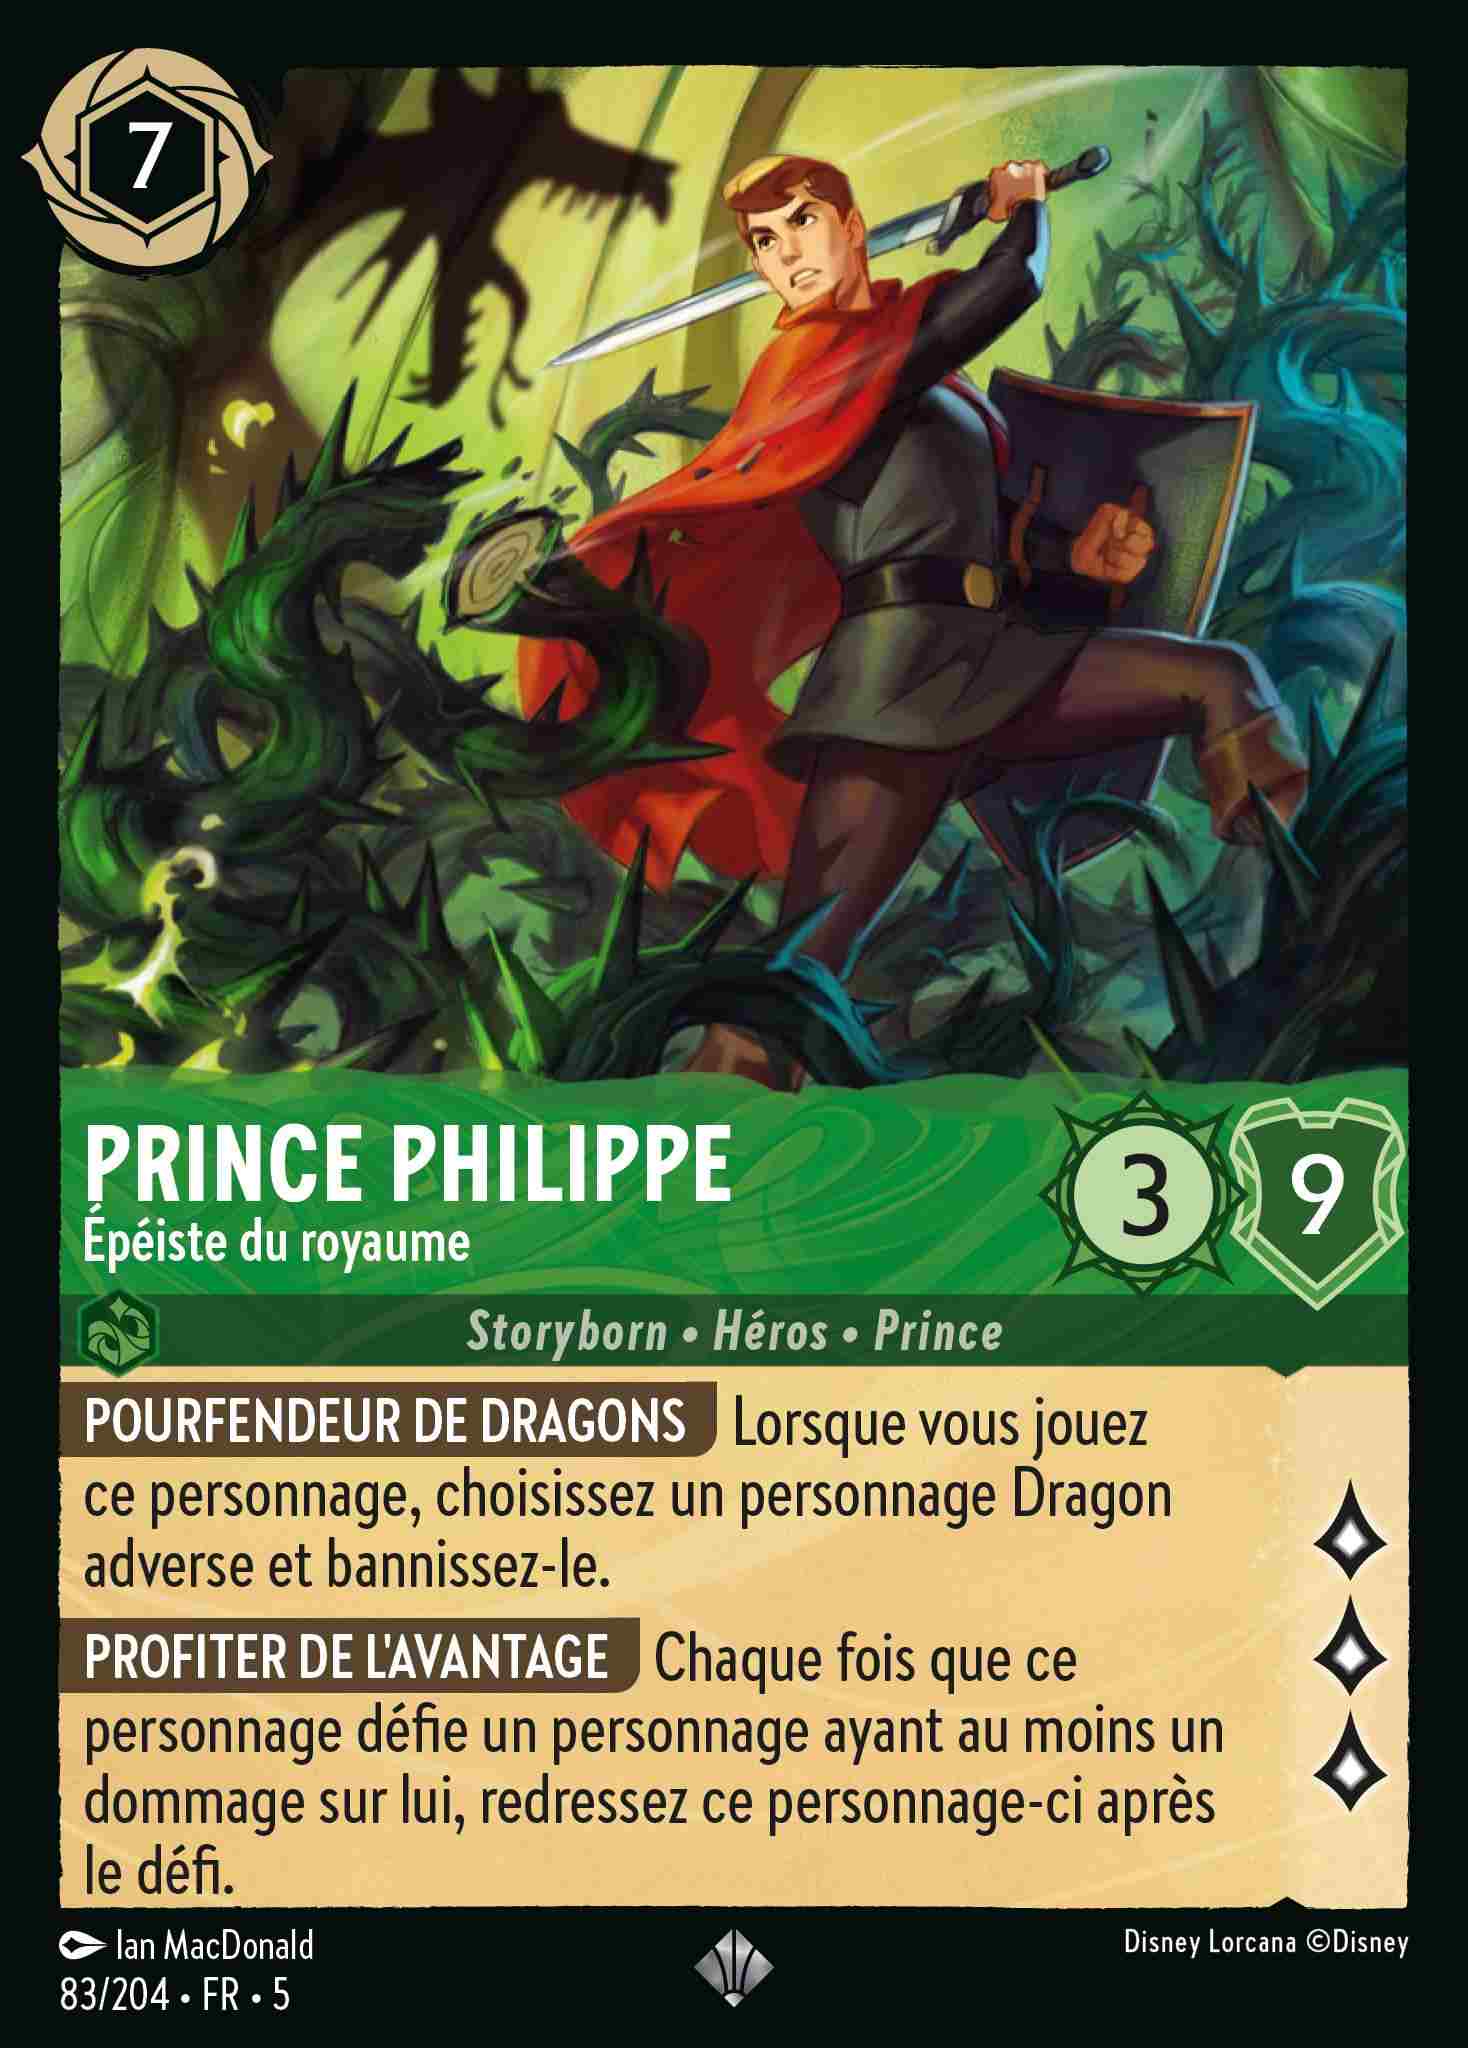 7
PRINCE PHILIPPE
Épéiste du royaume
3
9
Storyborn • Héros • Prince
POURFENDEUR DE DRAGONS Lorsque vous jouez
ce personnage, choisissez un personnage Dragon
adverse et bannissez-le.
PROFITER DE L'AVANTAGE Chaque fois que ce
personnage défie un personnage ayant au moins un
dommage sur lui, redressez ce personnage-ci après
le défi.
Ian MacDonald
Disney Lorcana ©Disney
83/204 • FR • 5